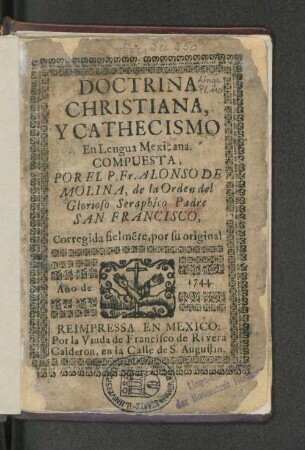 DOCTRINA
CHRISTIANA,
Y CATHECISMO
En Lengua Mexicana.
COMPUESTA,
POR EL P. Fr. ALONSO DE
MOLINA, de la Orden del
Glorioso Seraphico Padre
SAN FRANCISCO,
Corregida fielmẽte, por su original
Año de 1744
REIMPRESSA EN MEXICO:
Por la Viuda de Francisco de Rivera
Calderon, en la Calle de S. Augustin.